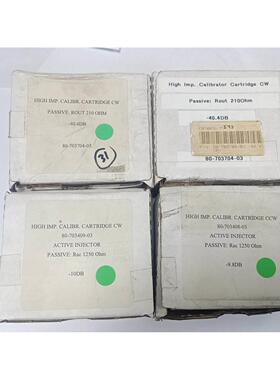 HIGH IMP. CALIBR. CARTRIDGE CW
PASSIVE: ROUT 210 OHM
-40.4DB
80-703704-03
31
High Imp. Calibrator Cartridge CW
Passive: Rout 210Ohm
-40.4DB
80-703704-03
HIGH IMP. CALIBR. CARTRIDGE CW
80-703409-03
ACTIVE INJECTOR
PASSIVE: Rac 1250 Ohm
-10DB
HIGH IMP. CALIBR. CARTRIDGE CCW
80-703408-03
ACTIVE INJECTOR
PASSIVE: Rac 1250 Ohm
-9.8DB